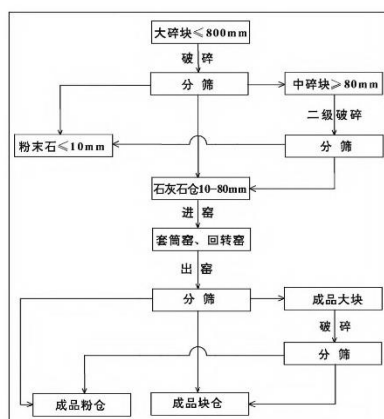 大碎块≤800mm
破碎
分筛
中碎块≥80mm
二级破碎
粉末石≤10mm
分筛
石灰石仓10-80mm
进窑
套筒窑、回转窑
出窑
分筛
成品大块
破碎
分筛
成品粉仓
成品块仓